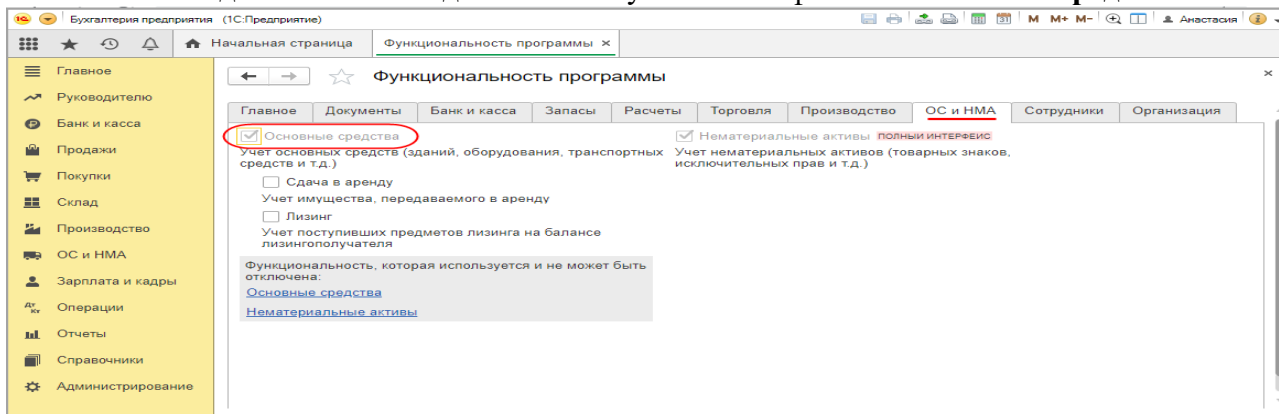 Бухгалтерия предприятия (1С:Предприятие)
M M+ M-
Анастасия
Начальная страница
Функциональность программы ×
Главное
Руководителю
Банк и касса
Продажи
Покупки
Склад
Производство
ОС и НМА
Зарплата и кадры
Операции
Отчеты
Справочники
Администрирование
Функциональность программы
Главное Документы Банк и касса Запасы Расчеты Торговля Производство ОС и НМА Сотрудники Организация
Основные средства
Учет основных средств (зданий, оборудования, транспортных
средств и т.д.)
Сдача в аренду
Учет имущества, передаваемого в аренду
Лизинг
Учет поступивших предметов лизинга на балансе
лизингополучателя
Функциональность, которая используется и не может быть
отключена:
Основные средства
Нематериальные активы
Нематериальные активы ПОЛНЫЙ ИНТЕРФЕЙС
Учет нематериальных активов (товарных знаков,
исключительных прав и т.д.)